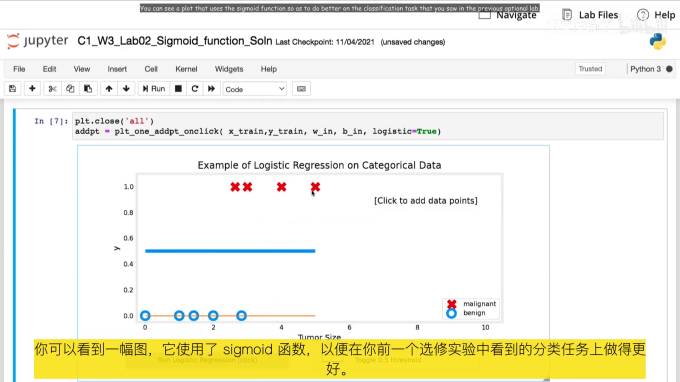 You can see a plot that uses the sigmoid function so as to do better on the classification task that you saw in the previous optional lab.
Navigate Lab Files Help
jupyter C1_W3_Lab02_Sigmoid_function_Soln Last Checkpoint: 11/04/2021 (unsaved changes)
File Edit View Insert Cell Kernel Widgets Help Trusted Python 3
Run Code
In [7]: plt.close('all')
addpt = plt_one_addpt_onclick( x_train,y_train, w_in, b_in, logistic=True)
Example of Logistic Regression on Categorical Data
1.0
[Click to add data points]
0.8
0.6
y
0.4
0.2
malignant
0.0
benign
0 2 4 6 8 10
Tumor Size
你可以看到一幅图，它使用了 sigmoid 函数，以便在你前一个选修实验中看到的分类任务上做得更
好。